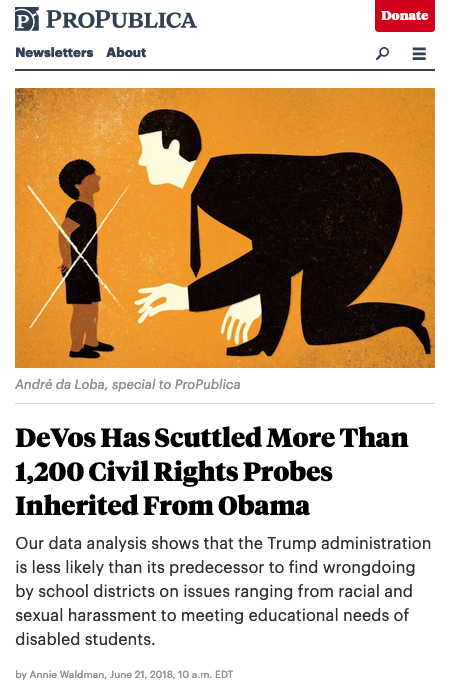 PROPUBLICA
Donate
Newsletters About
André da Loba, special to ProPublica
DeVos Has Scuttled More Than
1,200 Civil Rights Probes
Inherited From Obama
Our data analysis shows that the Trump administration
is less likely than its predecessor to find wrongdoing
by school districts on issues ranging from racial and
sexual harassment to meeting educational needs of
disabled students.
by Annie Waldman, June 21, 2018, 10 a.m. EDT